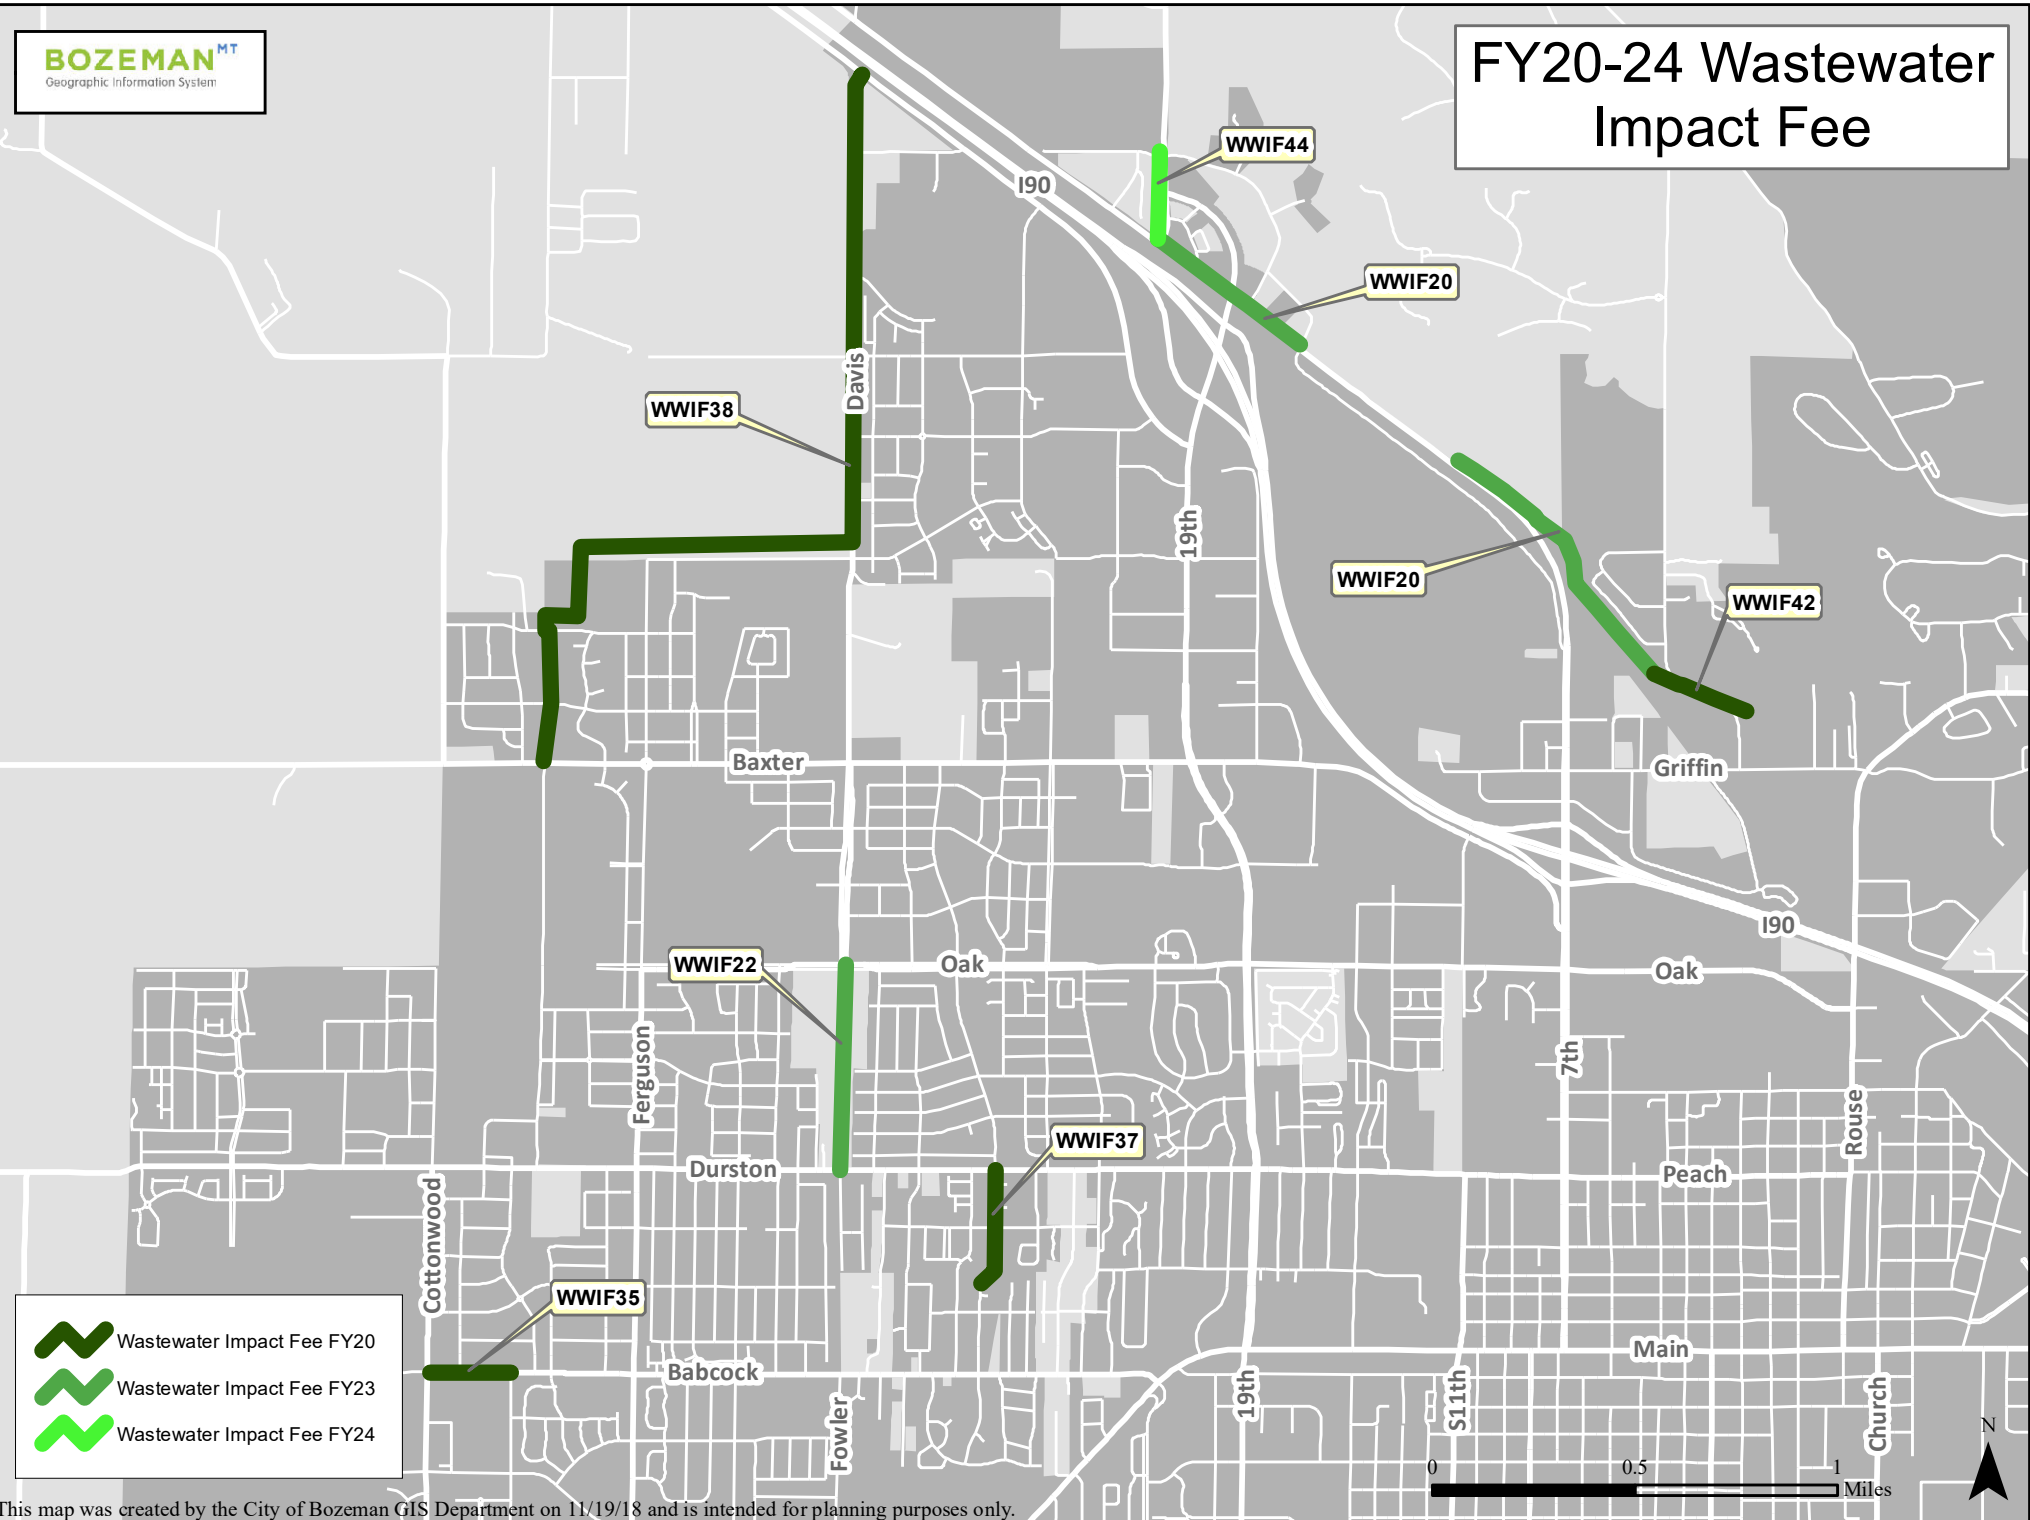 BOZEMAN MT
Geographic Information System
FY20-24 Wastewater
Impact Fee
WWIF44
I90
WWIF20
Davis
WWIF38
19th
WWIF20
WWIF42
Baxter
Griffin
I90
WWIF22
Oak
Oak
Ferguson
7th
Rouse
WWIF37
Durston
Peach
Cottonwood
WWIF35
Main
Babcock
Fowler
19th
S11th
Church
Wastewater Impact Fee FY20
Wastewater Impact Fee FY23
Wastewater Impact Fee FY24
N
0 0.5 1
Miles
This map was created by the City of Bozeman GIS Department on 11/19/18 and is intended for planning purposes only.